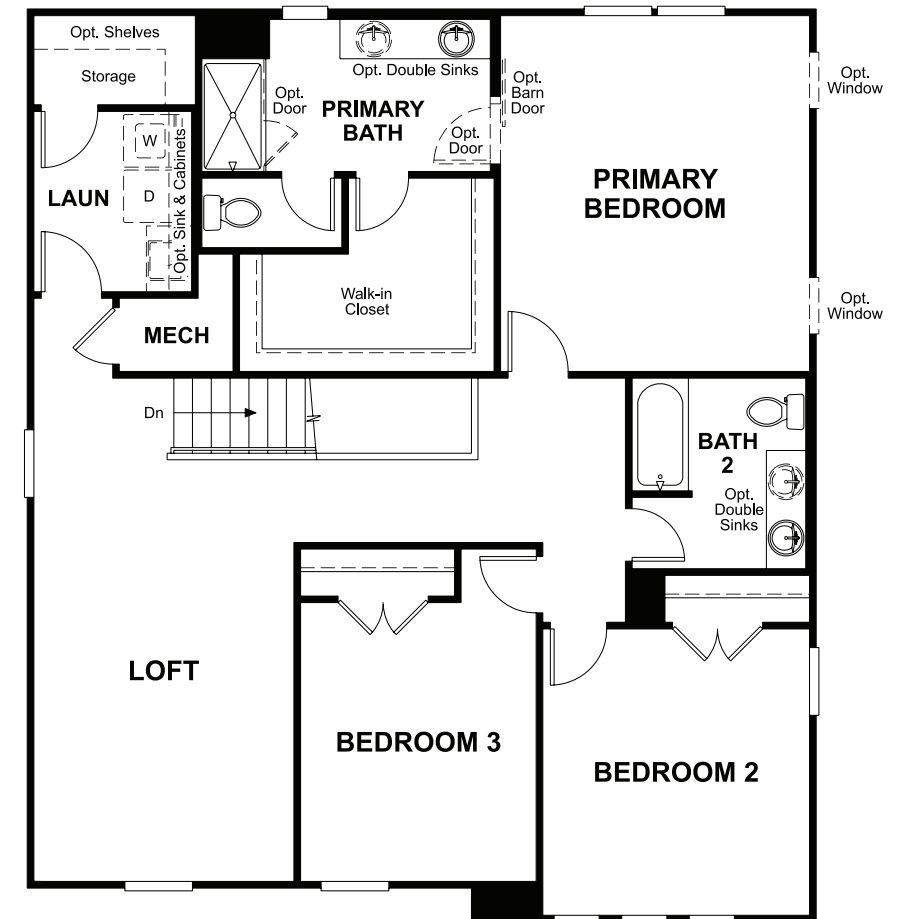 Opt. Shelves
Storage
W
D
Opt. Sink & Cabinets
LAUN
MECH
Opt. Double Sinks
Opt.
Door
PRIMARY
BATH
Opt.
Door
Opt.
Barn
Door
PRIMARY
BEDROOM
Opt.
Window
Opt.
Window
Walk-in
Closet
Dn
BATH
2
Opt.
Double
Sinks
LOFT
BEDROOM 3
BEDROOM 2